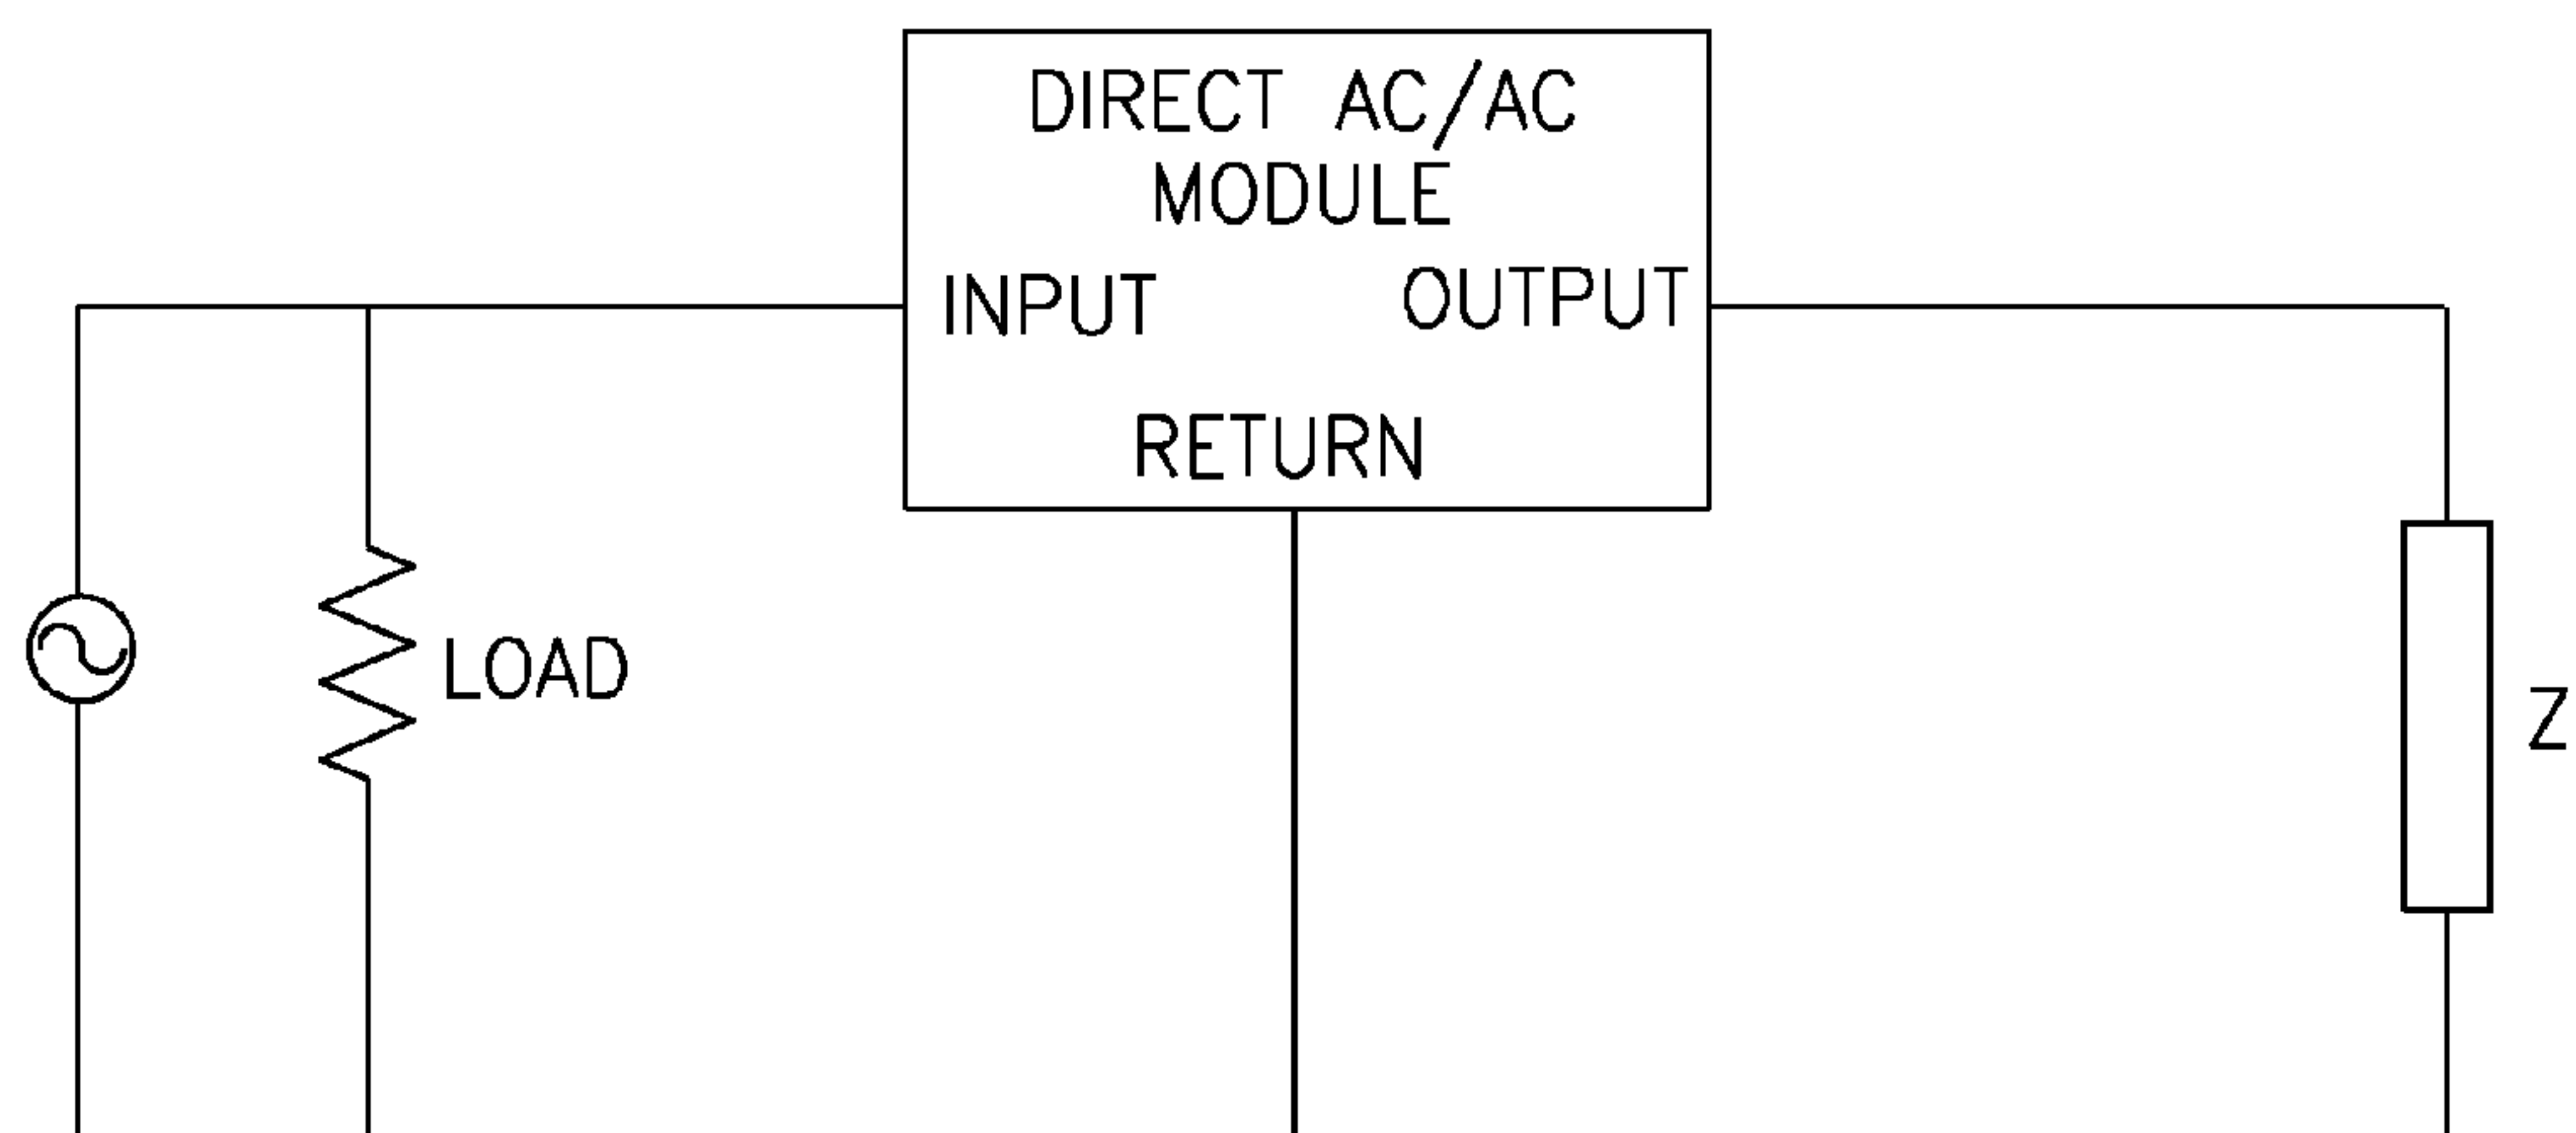 DIRECT AC/AC
MODULE
INPUT
OUTPUT
RETURN
LOAD
Z